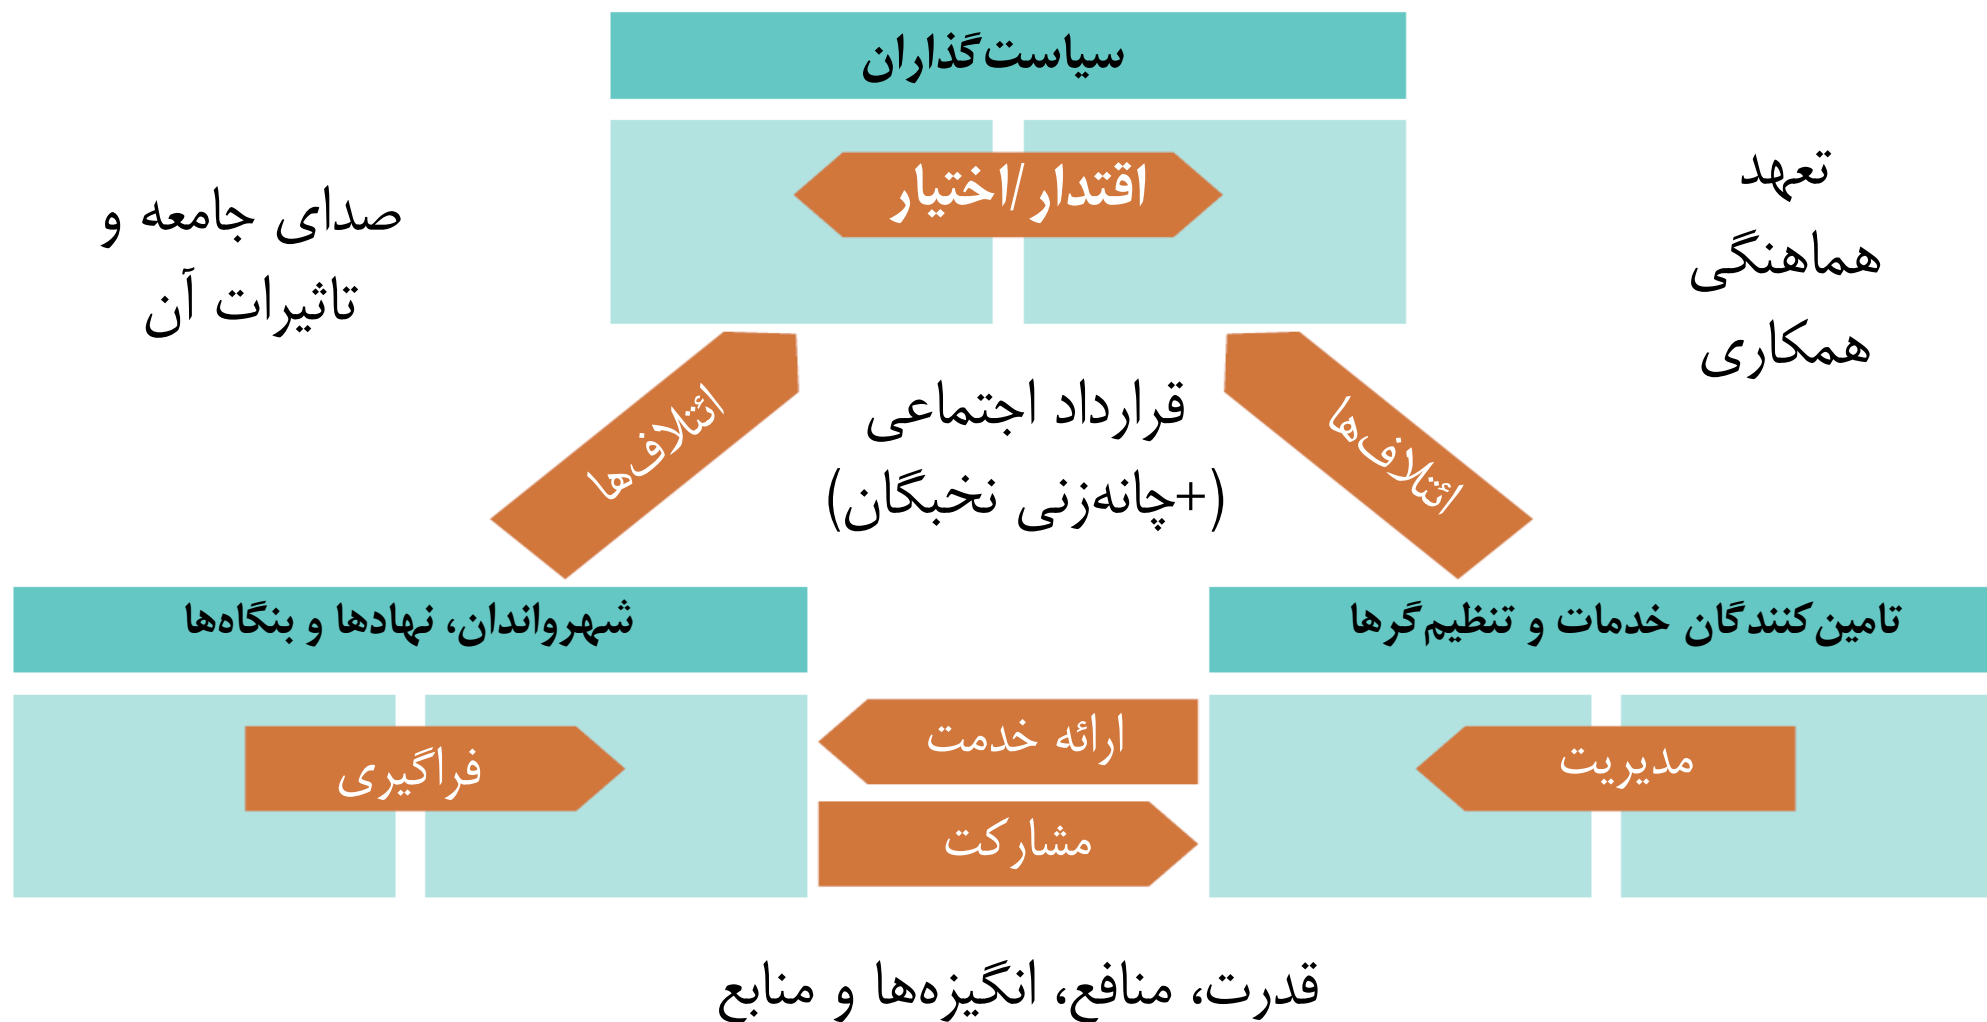 سیاست‌گذاران
اقتدار/اختیار
تعهد
هماهنگی
همکاری
صدای جامعه و
تاثیرات آن
ائتلاف‌ها
ائتلاف‌ها
قرارداد اجتماعی
(+چانه‌زنی نخبگان)
تامین‌کنندگان خدمات و تنظیم‌گرها
شهرواندان، نهادها و بنگاه‌ها
مدیریت
ارائه خدمت
فراگیری
مشارکت
قدرت، منافع، انگیزه‌ها و منابع